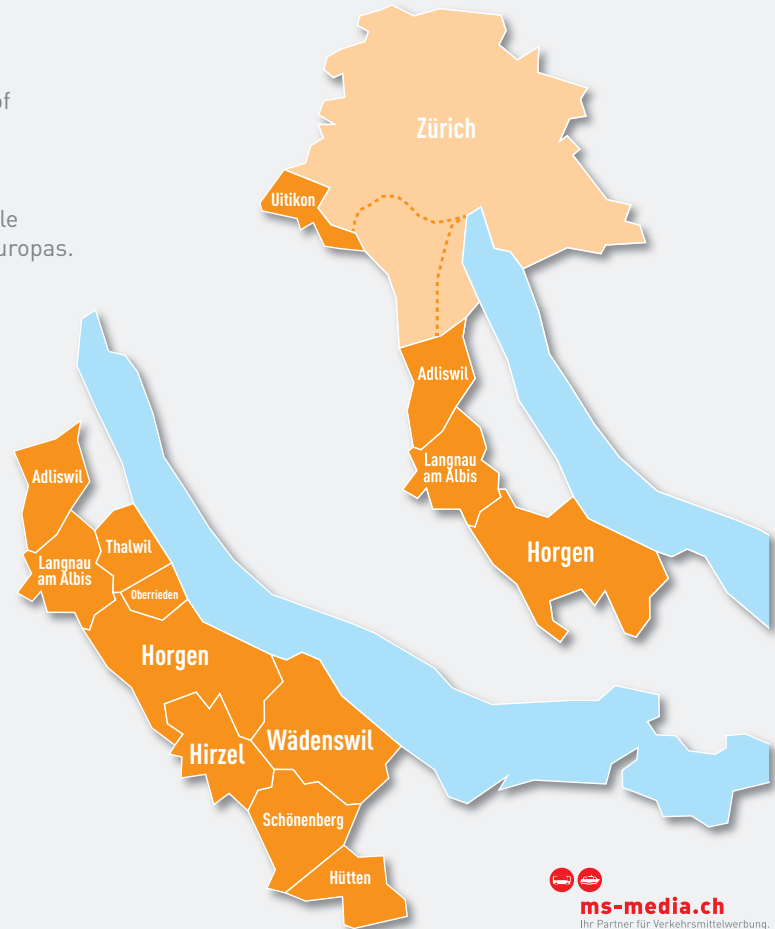 of
le
uropas.
Zürich
Uitikon
Adliswil
Langnau
am Albis
Horgen
Adliswil
Thalwil
Langnau
am Albis
Oberrieden
Horgen
Wädenswil
Hirzel
Schönenberg
Hütten
ms-media.ch
Ihr Partner für Verkehrsmittelwerbung.